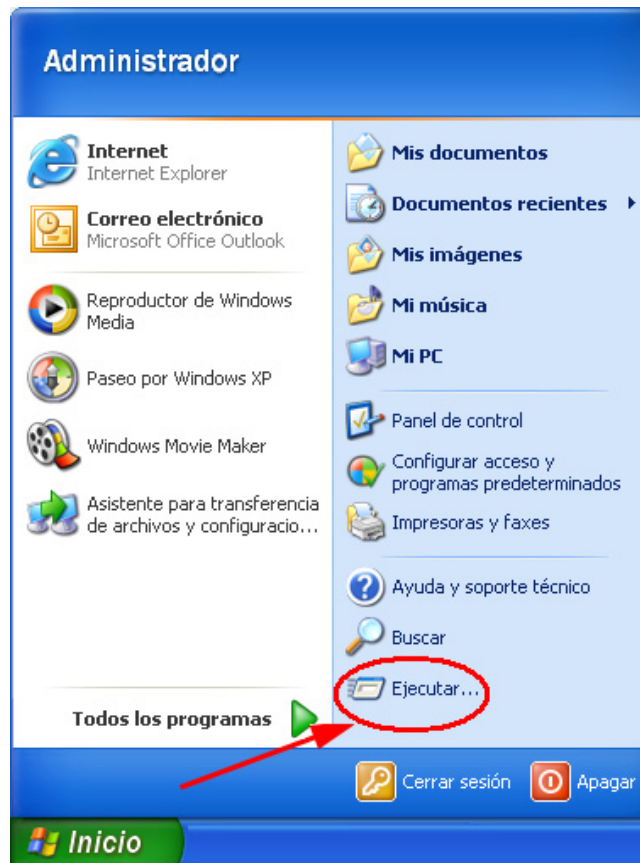 Administrador
Internet
Internet Explorer
Correo electrónico
Microsoft Office Outlook
Reproductor de Windows
Media
Paseo por Windows XP
Windows Movie Maker
Asistente para transferencia
de archivos y configuracio...
Todos los programas
Mis documentos
Documentos recientes
Mis imágenes
Mi música
Mi PC
Panel de control
Configurar acceso y
programas predeterminados
Impresoras y faxes
Ayuda y soporte técnico
Buscar
Ejecutar...
Cerrar sesión
Apagar
Inicio